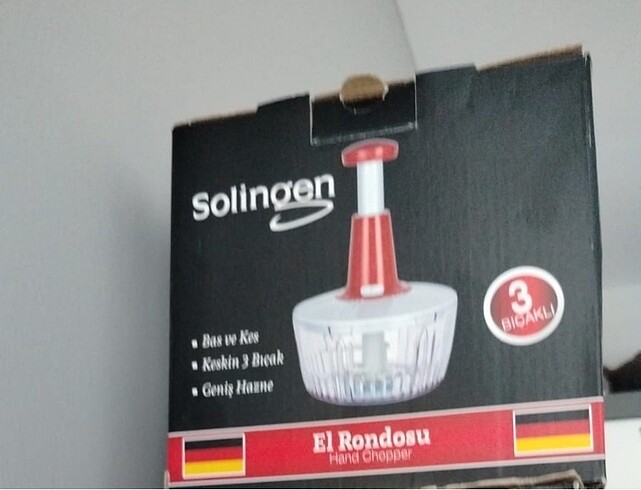 Solingen
3
BIÇAKLI
Bas ve Kes
Keskin 3 Bıçak
Geniş Hazne
El Rondosu
Hand Chopper